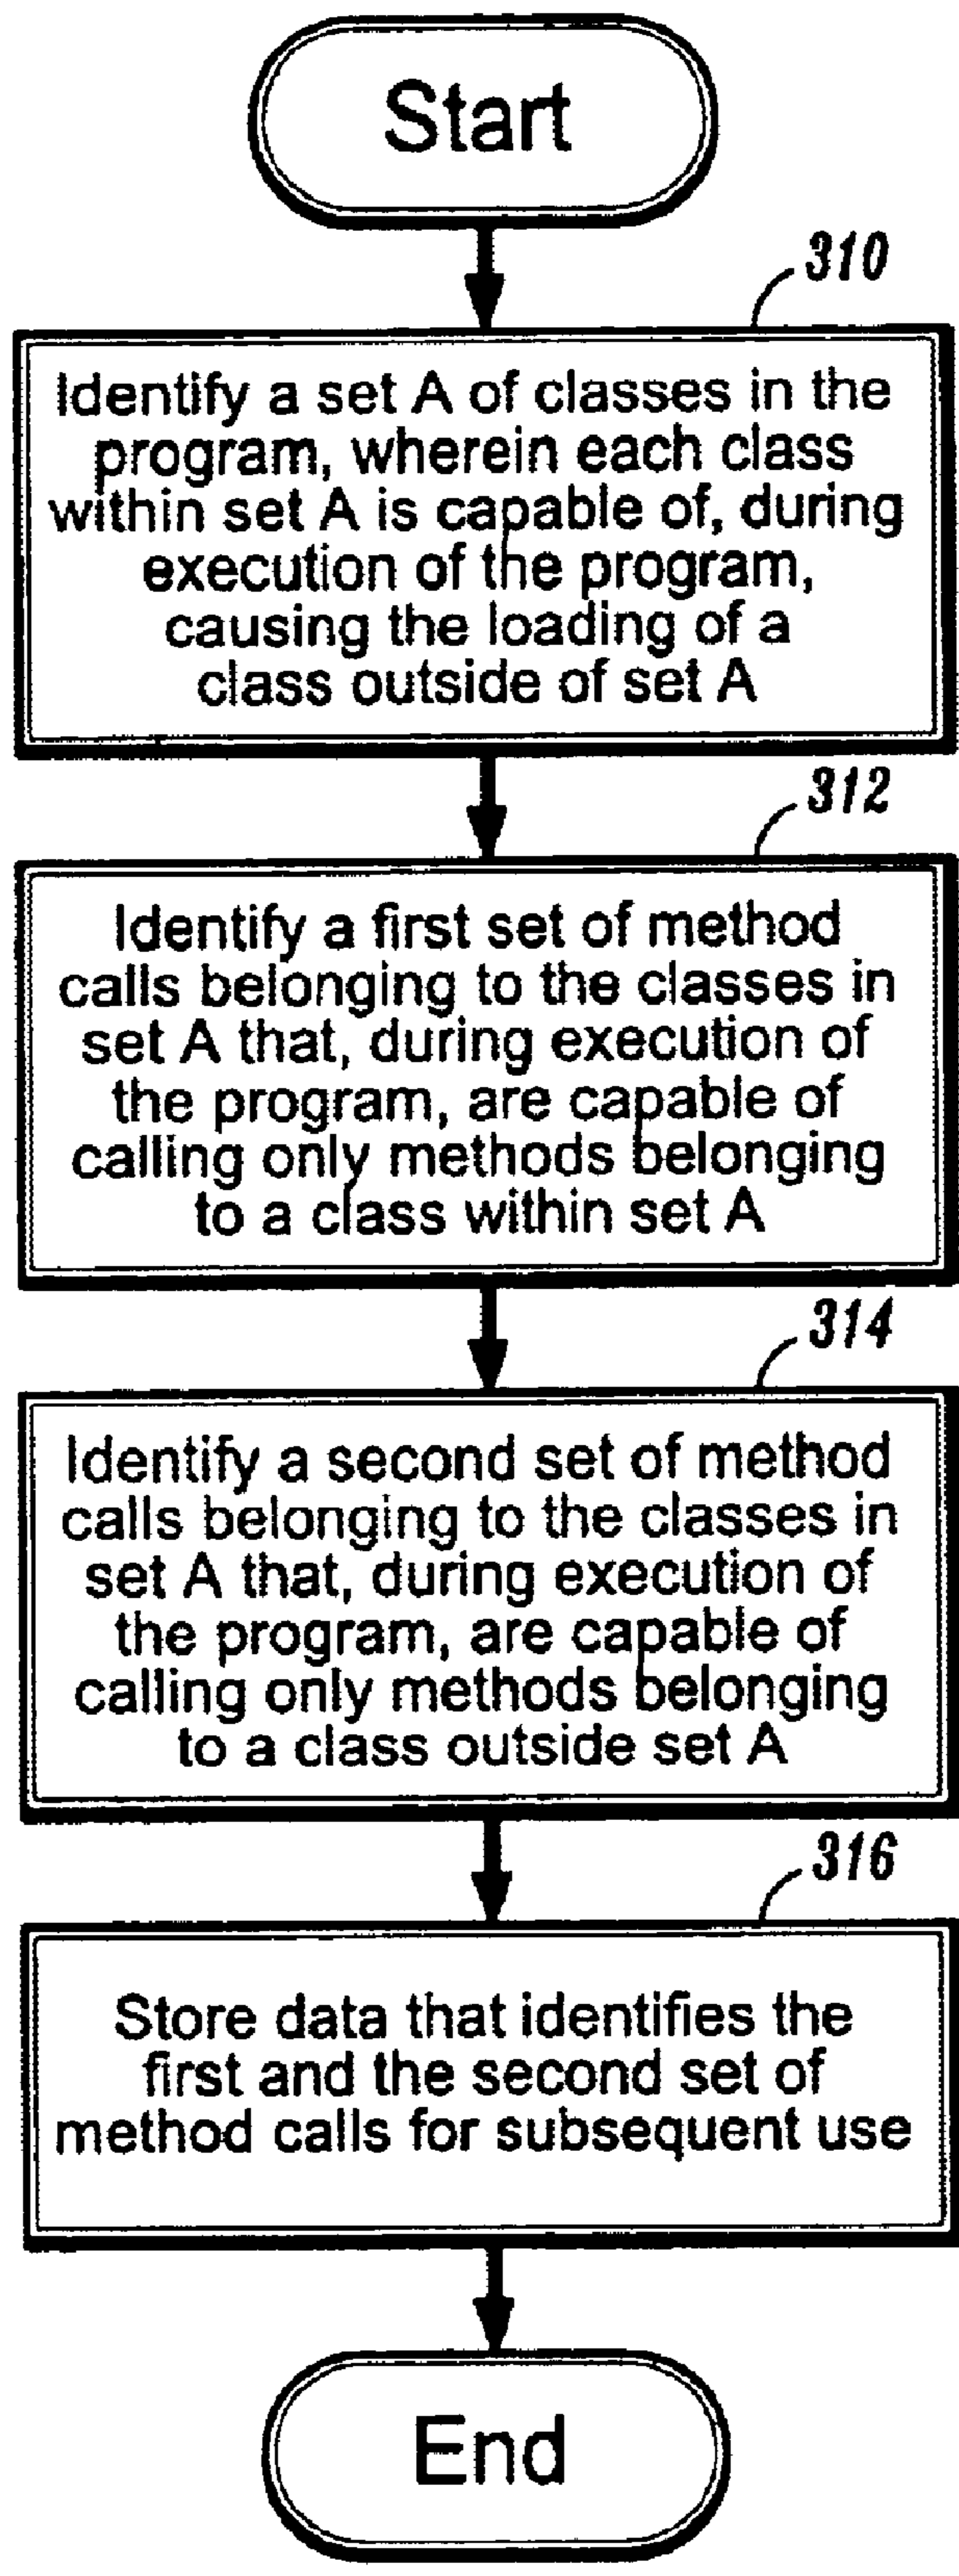 Start
310
Identify a set A of classes in the
program, wherein each class
within set A is capable of, during
execution of the program,
causing the loading of a
class outside of set A
312
Identify a first set of method
calls belonging to the classes in
set A that, during execution of
the program, are capable of
calling only methods belonging
to a class within set A
314
Identify a second set of method
calls belonging to the classes in
set A that, during execution of
the program, are capable of
calling only methods belonging
to a class outside set A
316
Store data that identifies the
first and the second set of
method calls for subsequent use
End